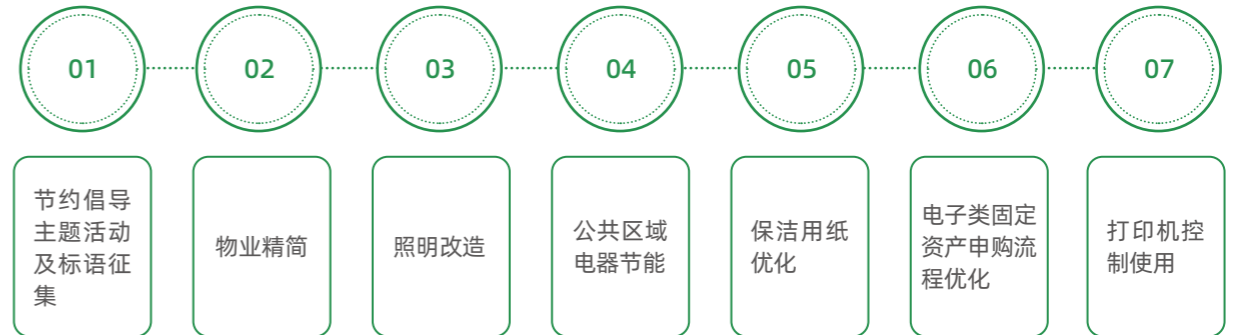 01
02
03
04
05
06
07
节约倡导
主题活动
及标语征
集
物业精简
照明改造
公共区域
电器节能
保洁用纸
优化
电子类固定
资产申购流
程优化
打印机控
制使用